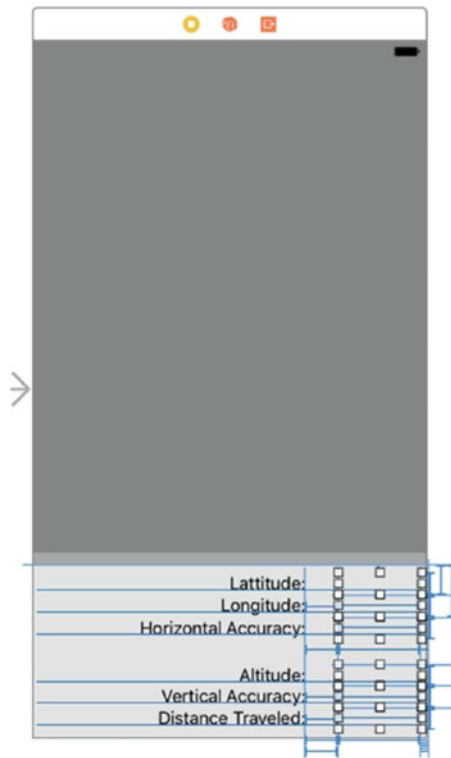 Lattitude:
Longitude:
Horizontal Accuracy:
Altitude:
Vertical Accuracy:
Distance Traveled: